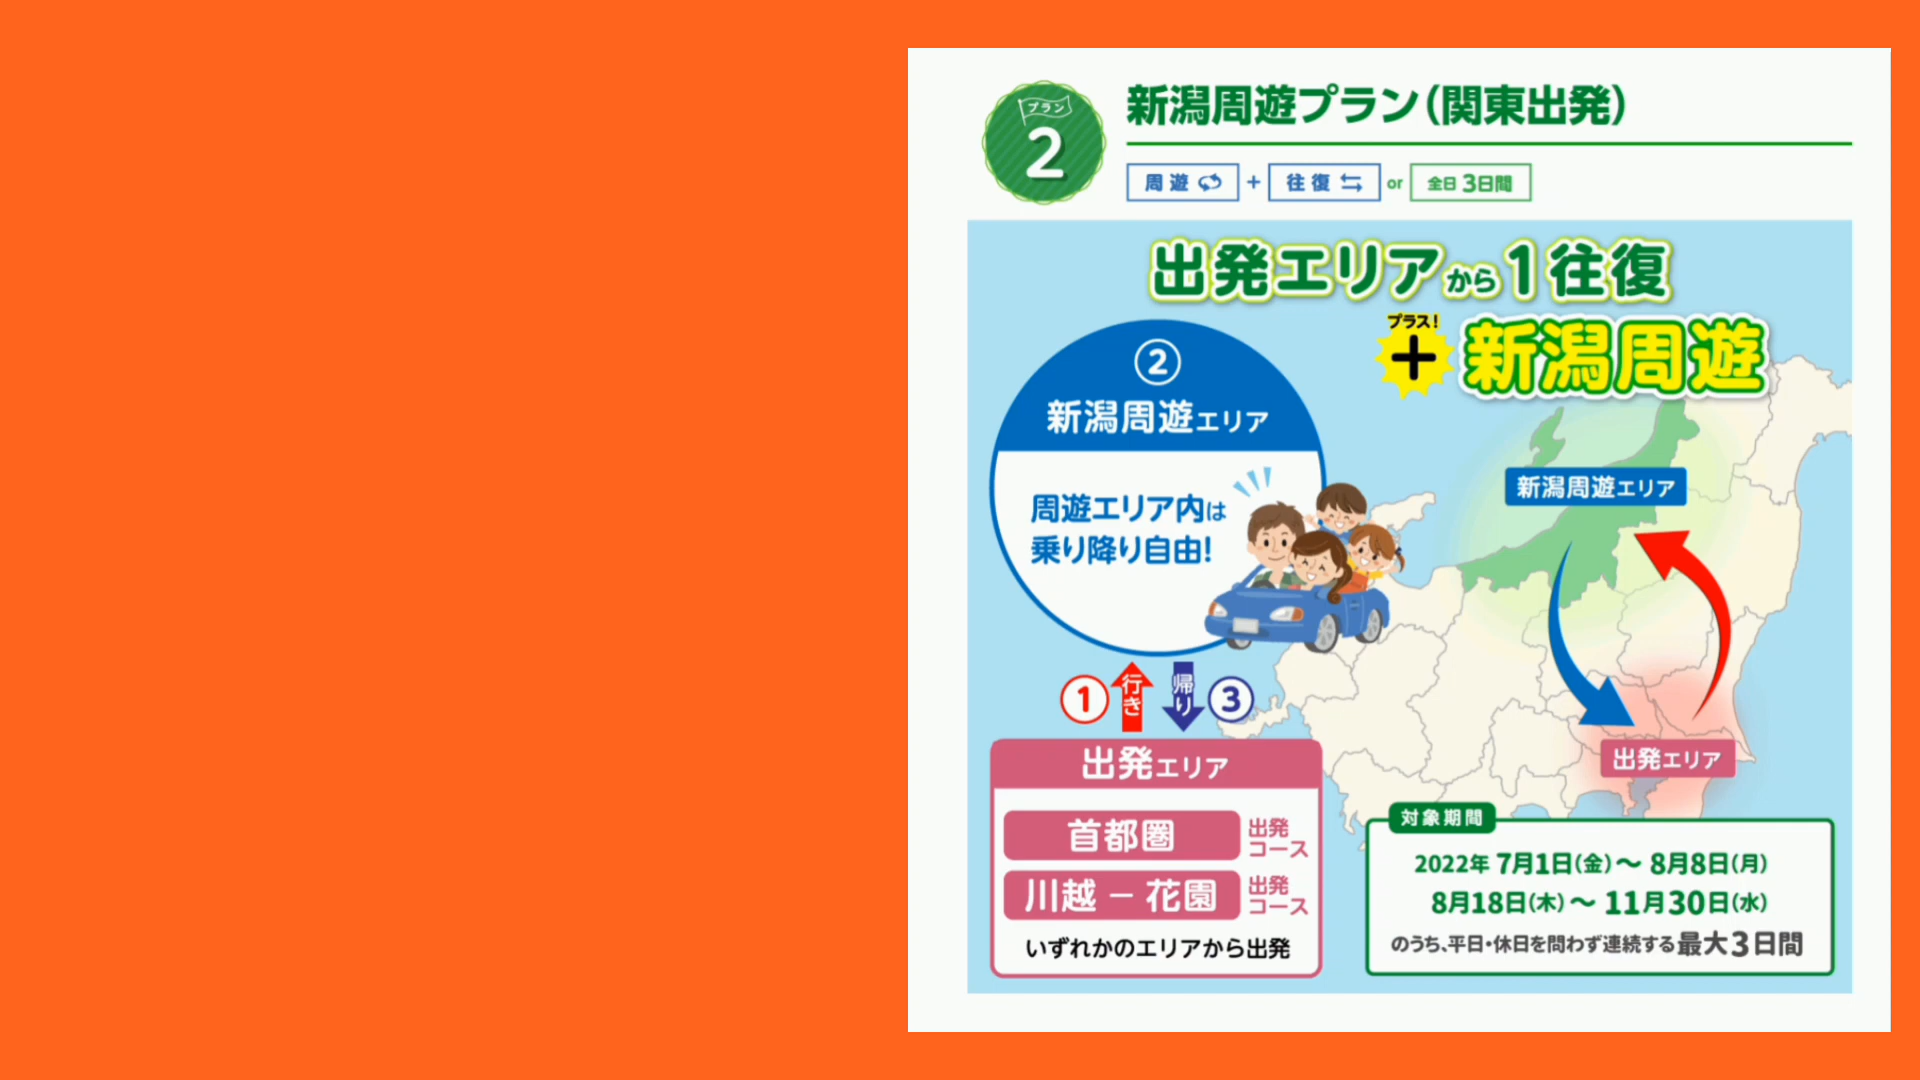 プラン
2
新潟周遊プラン（関東出発）
周遊 + 往復 or 全日3日間
出発エリアから1往復
プラス！
+ 新潟周遊
②
新潟周遊エリア
周遊エリア内は
乗り降り自由！
新潟周遊エリア
① 行き 帰り ③
出発エリア
首都圏 出発コース
川越－花園 出発コース
いずれかのエリアから出発
出発エリア
対象期間
2022年 7月1日（金）～ 8月8日（月）
8月18日（木）～ 11月30日（水）
のうち、平日・休日を問わず連続する最大3日間